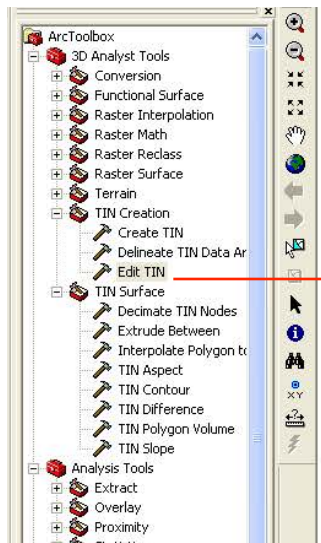 ArcToolbox
3D Analyst Tools
Conversion
Functional Surface
Raster Interpolation
Raster Math
Raster Reclass
Raster Surface
Terrain
TIN Creation
Create TIN
Delineate TIN Data Ar
Edit TIN
TIN Surface
Decimate TIN Nodes
Extrude Between
Interpolate Polygon to
TIN Aspect
TIN Contour
TIN Difference
TIN Polygon Volume
TIN Slope
Analysis Tools
Extract
Overlay
Proximity
XY